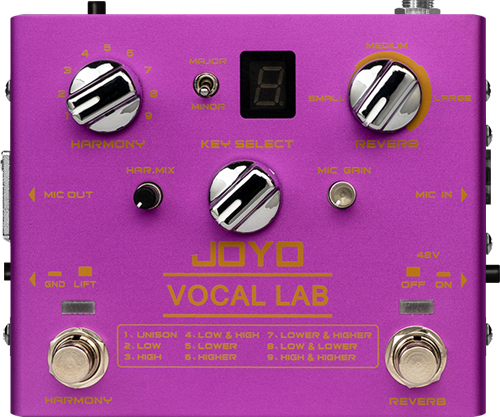 MEDIUM
MAJOR
4 5 6
3 7
2 8
1 9
SMALL LARGE
MINOR
HARMONY KEY SELECT REVERB
HAR.MIX MIC GAIN
MIC OUT MIC IN
JOYO
48V
GND LIFT OFF ON
VOCAL LAB
1 . UNISON 4 . LOW & HIGH 7 . LOWER & HIGHER
2 . LOW 5 . LOWER 8 . LOW & LOWER
3 . HIGH 6 . HIGHER 9 . HIGH & HIGHER
HARMONY REVERB